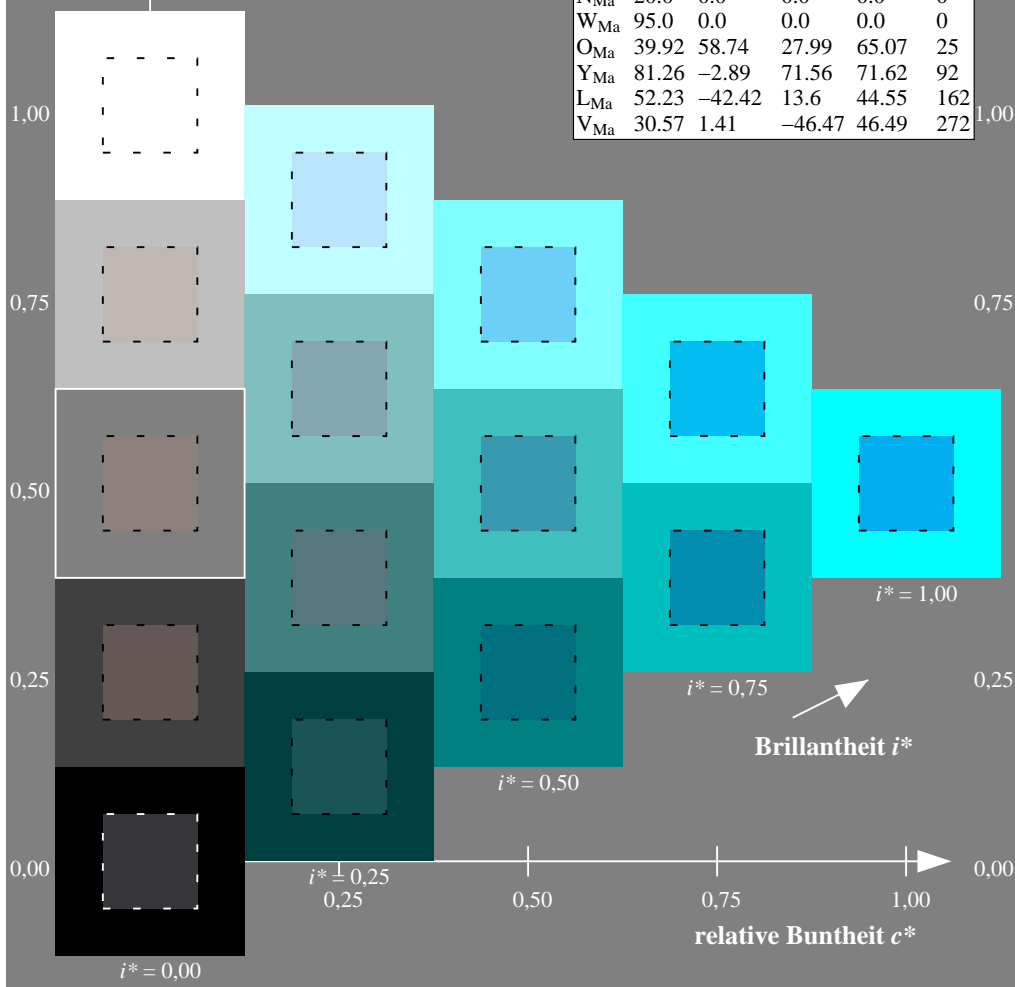 W_Ma 95.0 0.0 0.0 0.0 0
O_Ma 39.92 58.74 27.99 65.07 25
Y_Ma 81.26 −2.89 71.56 71.62 92
L_Ma 52.23 −42.42 13.6 44.55 162
V_Ma 30.57 1.41 −46.47 46.49 272
1,00 1,00
0,75 0,75
0,50
i* = 1,00
0,25 0,25
i* = 0,75
Brillantheit i*
i* = 0,50
0,00 0,00
i* = 0,25
0,25 0,50 0,75 1,00
relative Buntheit c*
i* = 0,00